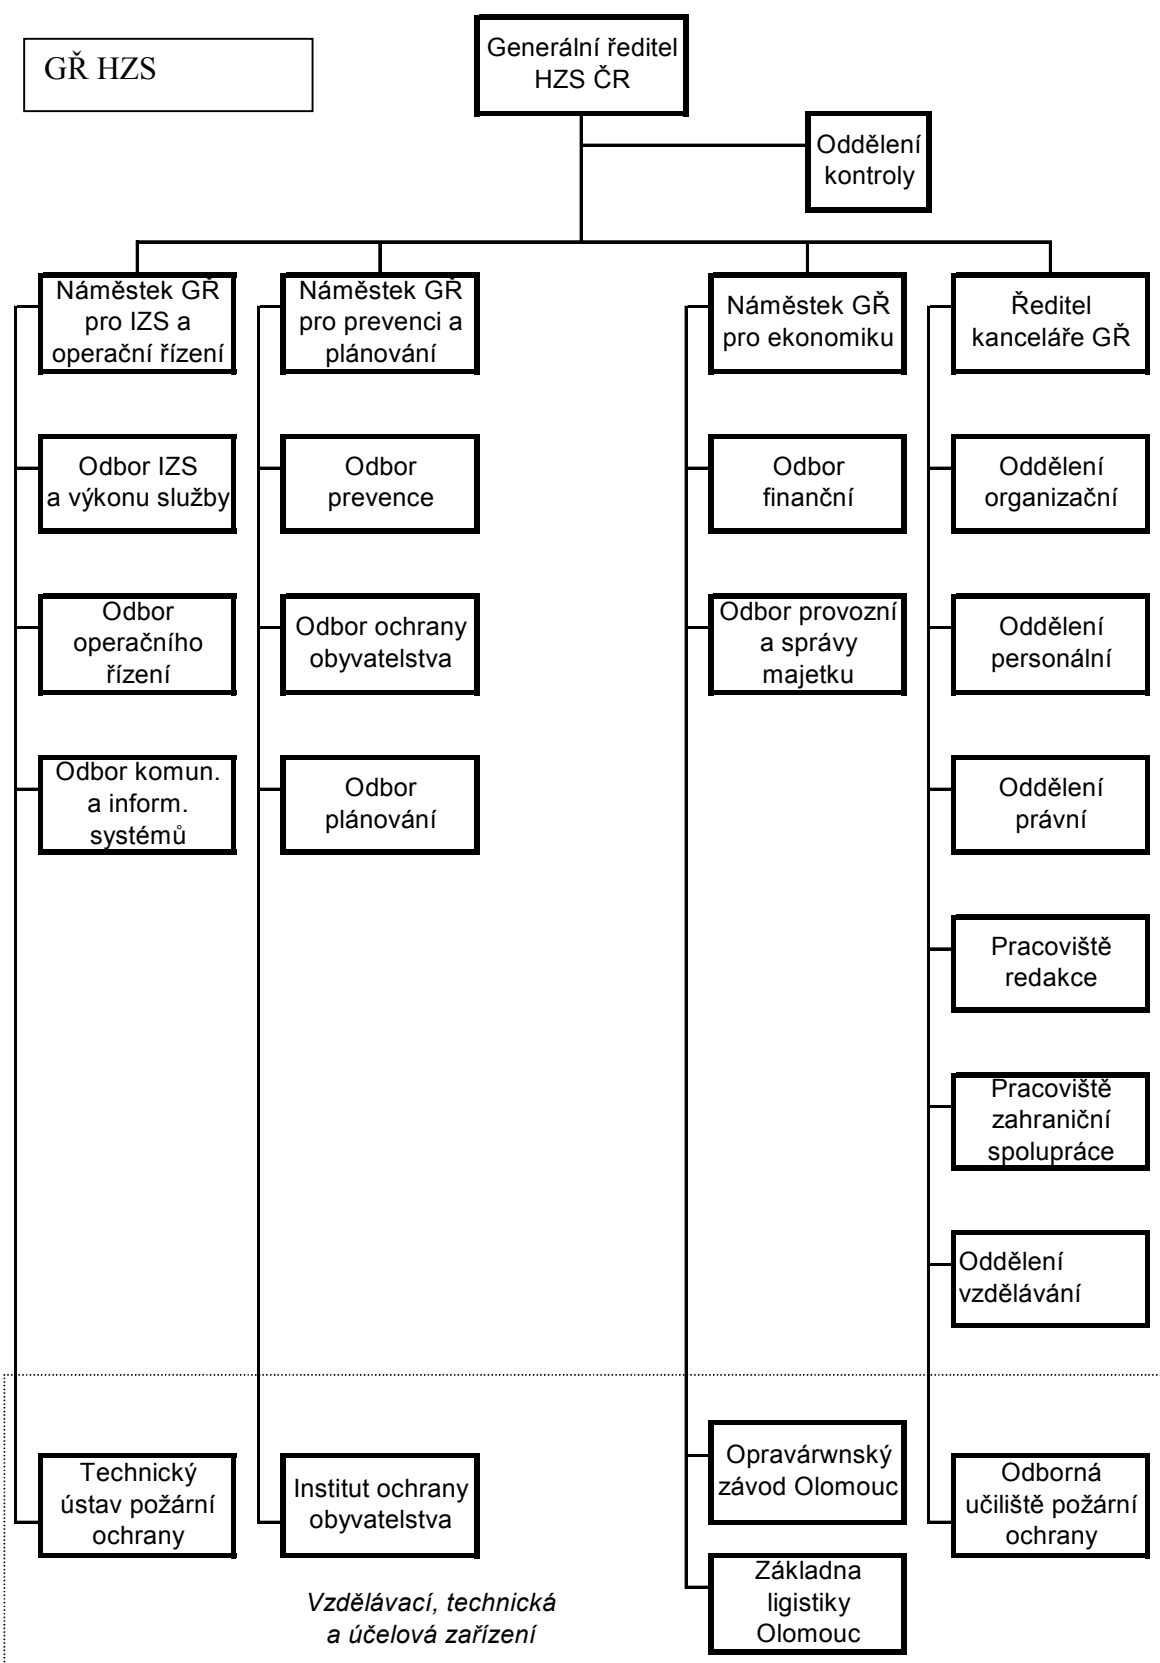 GŘ HZS
Generální ředitel
HZS ČR
Oddělení
kontroly
Náměstek GŘ
pro IZS a
operační řízení
Náměstek GŘ
pro prevenci a
plánování
Náměstek GŘ
pro ekonomiku
Ředitel
kanceláře GŘ
Odbor IZS
a výkonu služby
Odbor
prevence
Odbor
finanční
Oddělení
organizační
Odbor
operačního
řízení
Odbor ochrany
obyvatelstva
Odbor provozní
a správy
majetku
Oddělení
personální
Odbor komun.
a inform.
systémů
Odbor
plánování
Oddělení
právní
Pracoviště
redakce
Pracoviště
zahraniční
spolupráce
Oddělení
vzdělávání
Technický
ústav požární
ochrany
Institut ochrany
obyvatelstva
Opravárwnský
závod Olomouc
Odborná
učiliště požární
ochrany
Základna
ligistiky
Olomouc
Vzdělávací, technická
a účelová zařízení